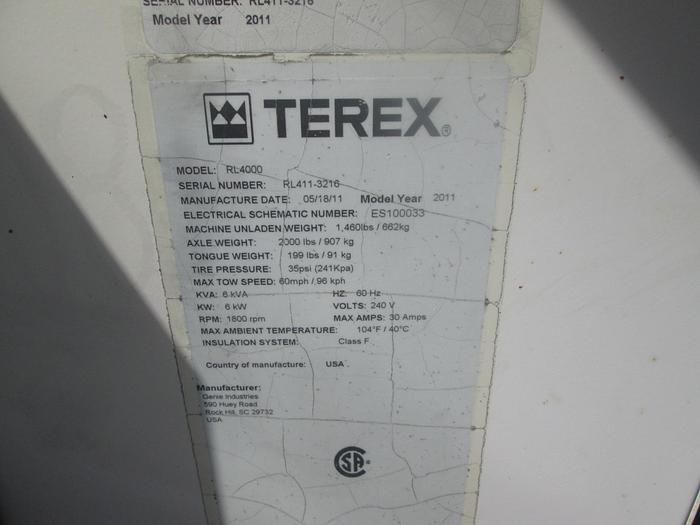 SERIAL NUMBER: RL411-3216
Model Year 2011
TEREX®
MODEL: RL4000
SERIAL NUMBER: RL411-3216
MANUFACTURE DATE: 05/18/11 Model Year 2011
ELECTRICAL SCHEMATIC NUMBER: ES100033
MACHINE UNLADEN WEIGHT: 1,460lbs / 662kg
AXLE WEIGHT: 2000 lbs / 907 kg
TONGUE WEIGHT: 199 lbs / 91 kg
TIRE PRESSURE: 35psi (241Kpa)
MAX TOW SPEED: 60mph / 96 kph
KVA: 6 kVA HZ: 60 Hz
KW: 6 kW VOLTS: 240 V
RPM: 1800 rpm MAX AMPS: 30 Amps
MAX AMBIENT TEMPERATURE: 104°F / 40°C
INSULATION SYSTEM: Class F
Country of manufacture: USA
Manufacturer:
Genie Industries
590 Huey Road
Rock Hill, SC 29732
USA
SA®